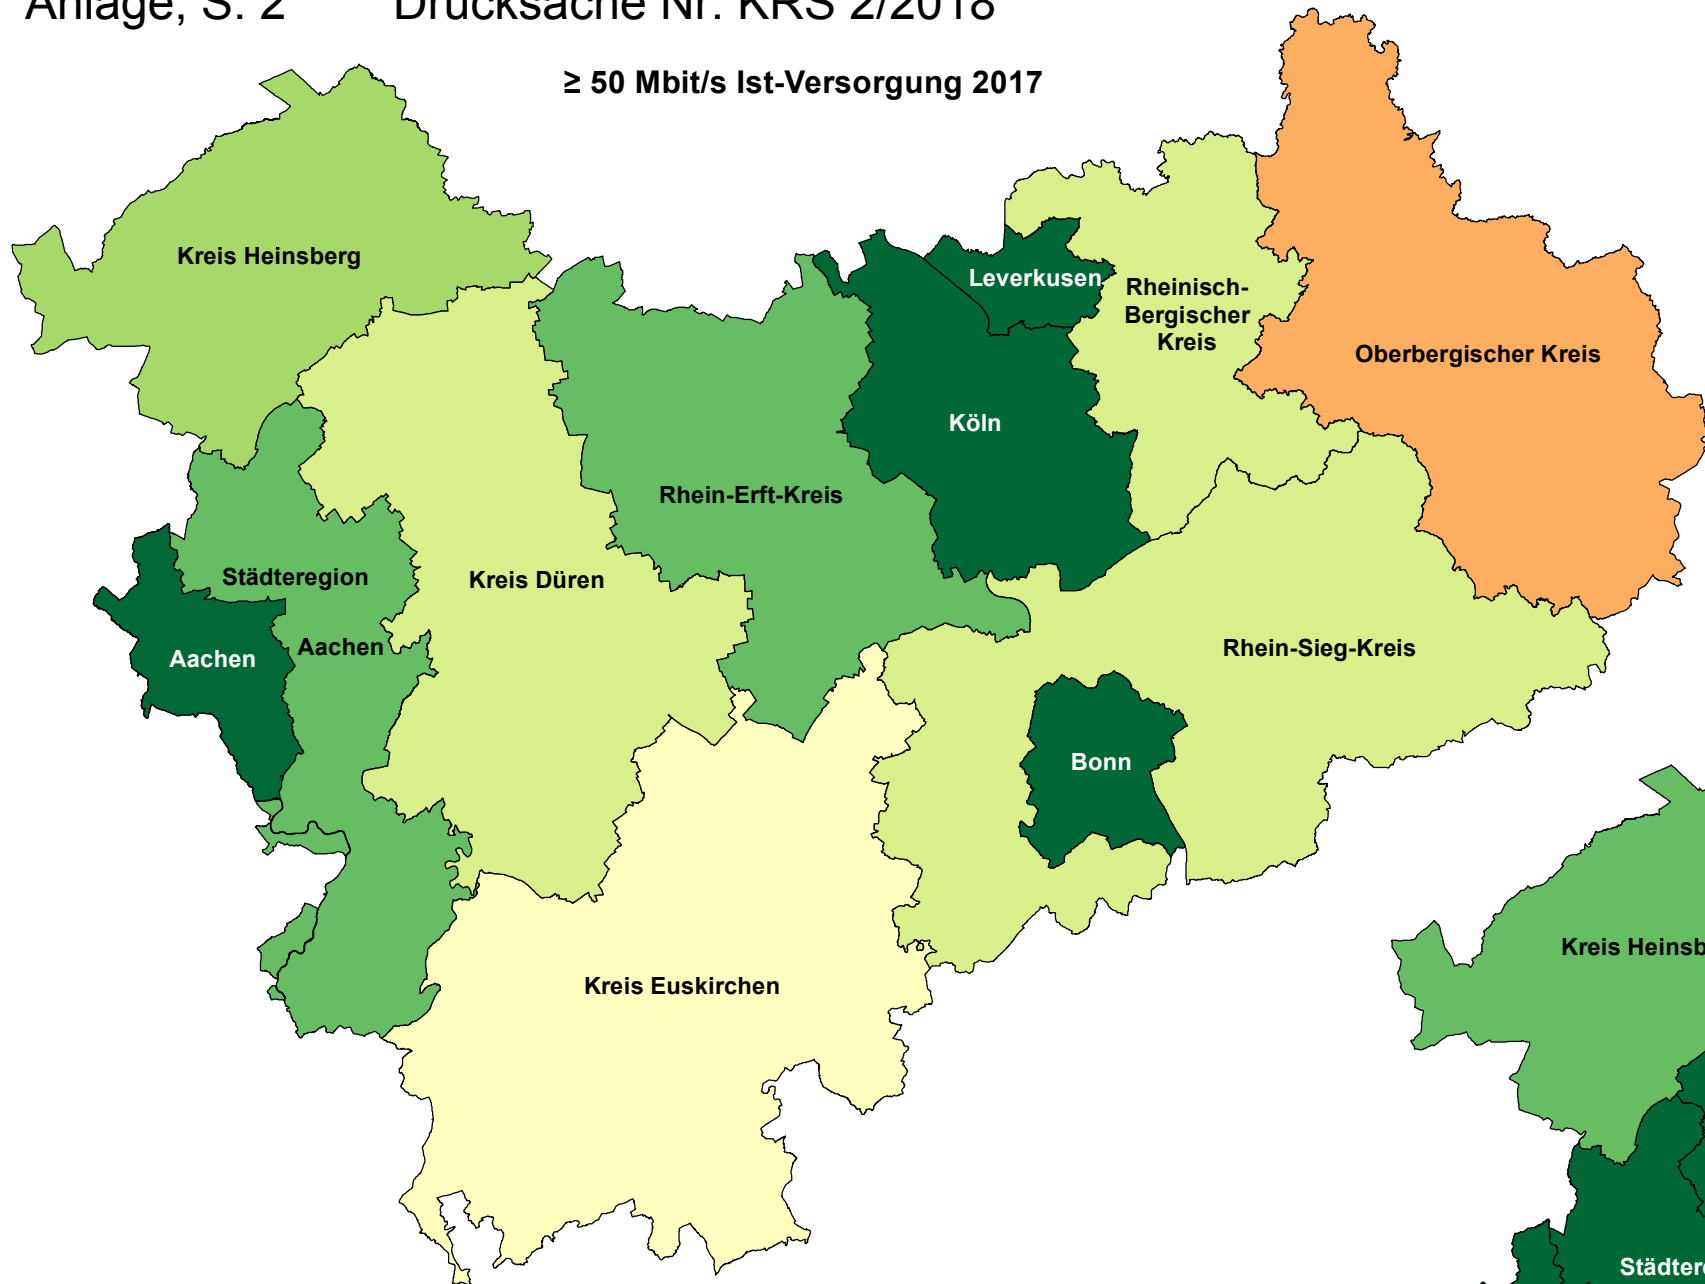 Anlage, S. 2 Drucksache Nr. KRS 2/2018
≥ 50 Mbit/s Ist-Versorgung 2017
Kreis Heinsberg
Leverkusen
Rheinisch-
Bergischer
Kreis
Oberbergischer Kreis
Köln
Rhein-Erft-Kreis
Städteregion
Aachen
Kreis Düren
Aachen
Rhein-Sieg-Kreis
Bonn
Kreis Euskirchen
Kreis Heinsb
Städter